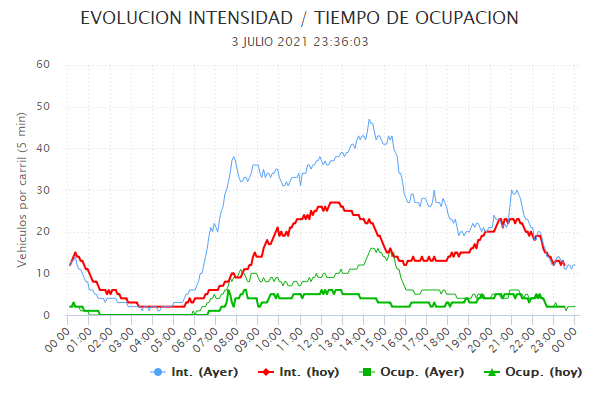 EVOLUCION INTENSIDAD / TIEMPO DE OCUPACION
3 JULIO 2021 23:36:03
Vehiculos por carril (5 min)
60
50
40
30
20
10
0
00:00 01:00 02:00 03:00 04:00 05:00 06:00 07:00 08:00 09:00 10:00 11:00 12:00 13:00 14:00 15:00 16:00 17:00 18:00 19:00 20:00 21:00 22:00 23:00 00:00
Int. (Ayer) Int. (hoy) Ocup. (Ayer) Ocup. (hoy)